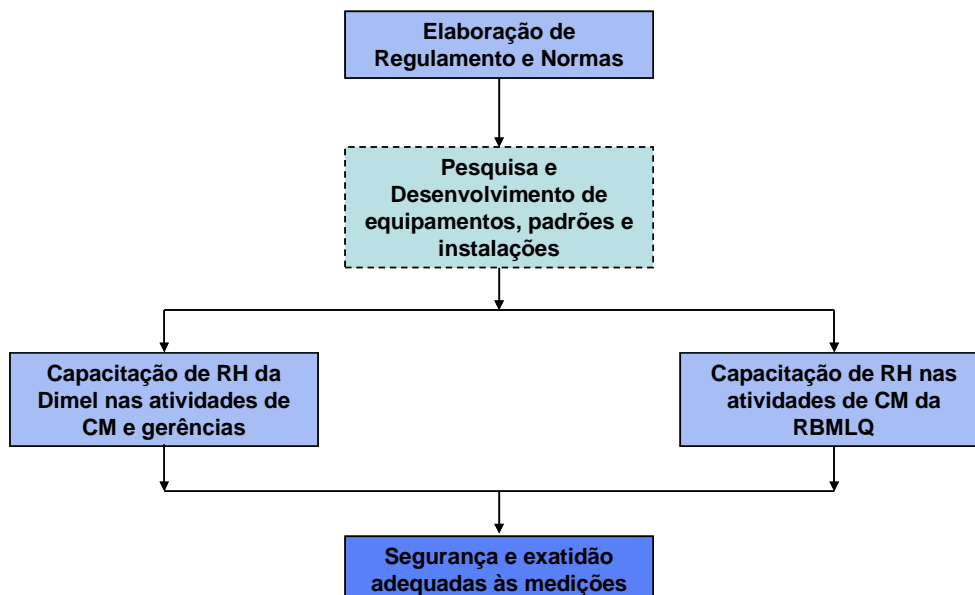 Elaboração de
Regulamento e Normas
Pesquisa e
Desenvolvimento de
equipamentos, padrões e
instalações
Capacitação de RH da
Dimel nas atividades de
CM e gerências
Capacitação de RH nas
atividades de CM da
RBMLQ
Segurança e exatidão
adequadas às medições